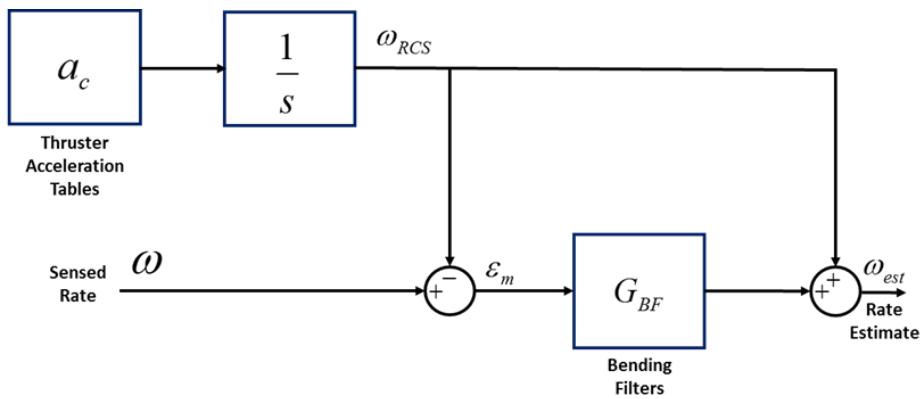 a_c
1
s
ω_RCS
Thruster
Acceleration
Tables
Sensed
Rate
ω
+
−
ε_m
G_BF
Bending
Filters
+
+
ω_est
Rate
Estimate